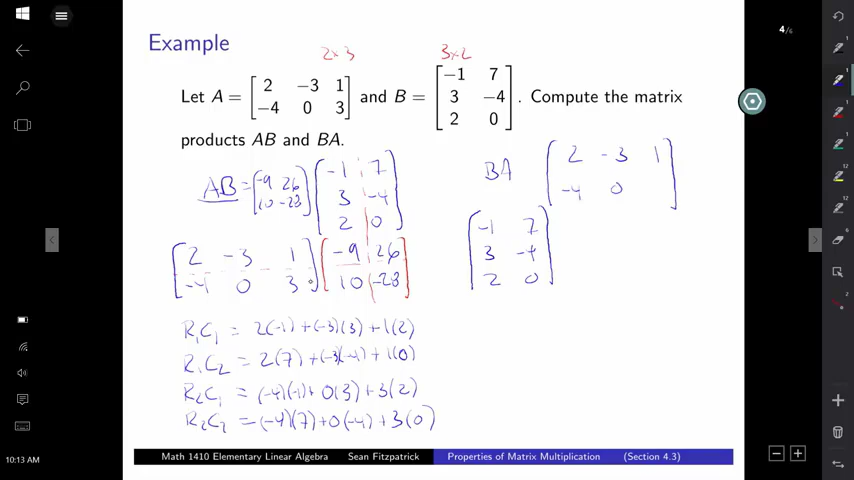 4/6
Example
2×3 3×2
Let A = [ 2 −3 1 ; −4 0 3 ] and B = [ −1 7 ; 3 −4 ; 2 0 ]. Compute the matrix
products AB and BA.
AB = [ -9 26 ; 10 -28 ] [ -1 7 ; 3 -4 ; 2 0 ]
[ 2 -3 1 ; -4 0 3 ] [ -9 26 ; 10 -28 ]
R1C1 = 2(-1) + (-3)(3) + 1(2)
R1C2 = 2(7) + (-3)(-4) + 1(0)
R2C1 = (-4)(-1) + 0(3) + 3(2)
R2C2 = (-4)(7) + 0(-4) + 3(0)
BA [ 2 -3 1 ; -4 0 ]
[ -1 7 ; 3 -4 ; 2 0 ]
10:13 AM
Math 1410 Elementary Linear Algebra Sean Fitzpatrick Properties of Matrix Multiplication (Section 4.3)